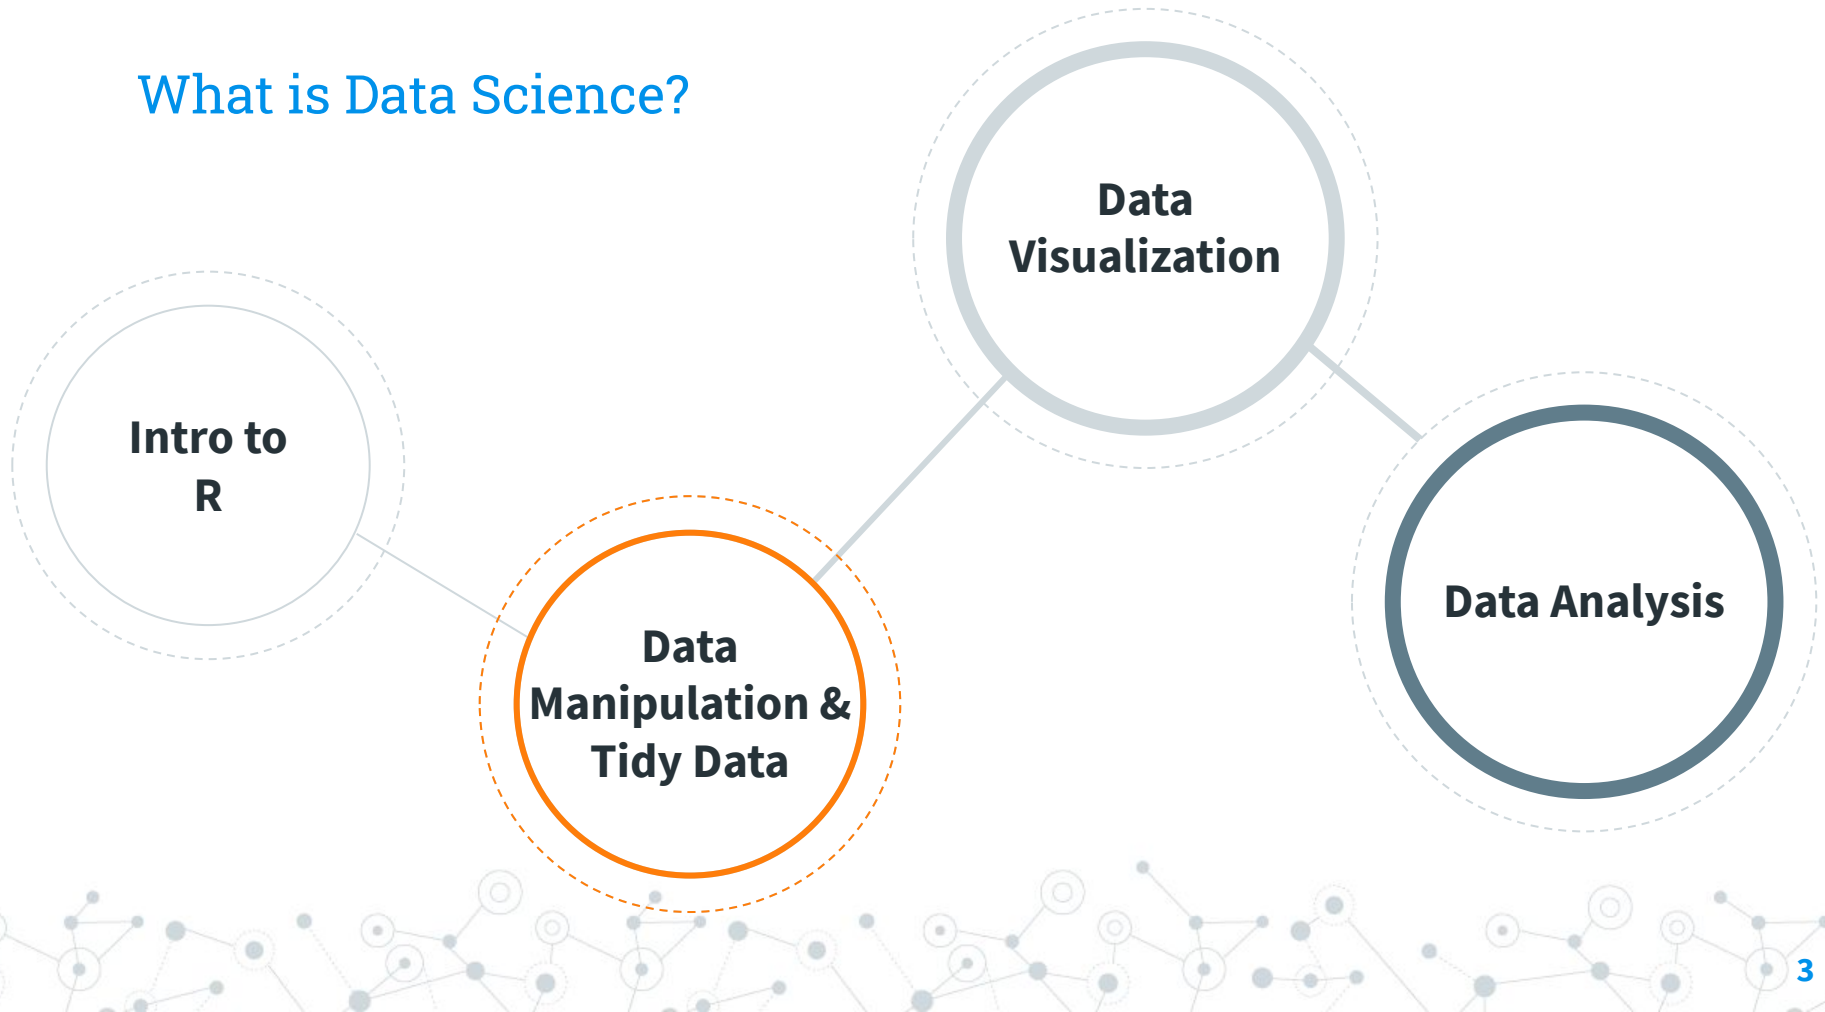 What is Data Science?
Data
Visualization
Intro to
R
Data
Manipulation &
Tidy Data
Data Analysis
3